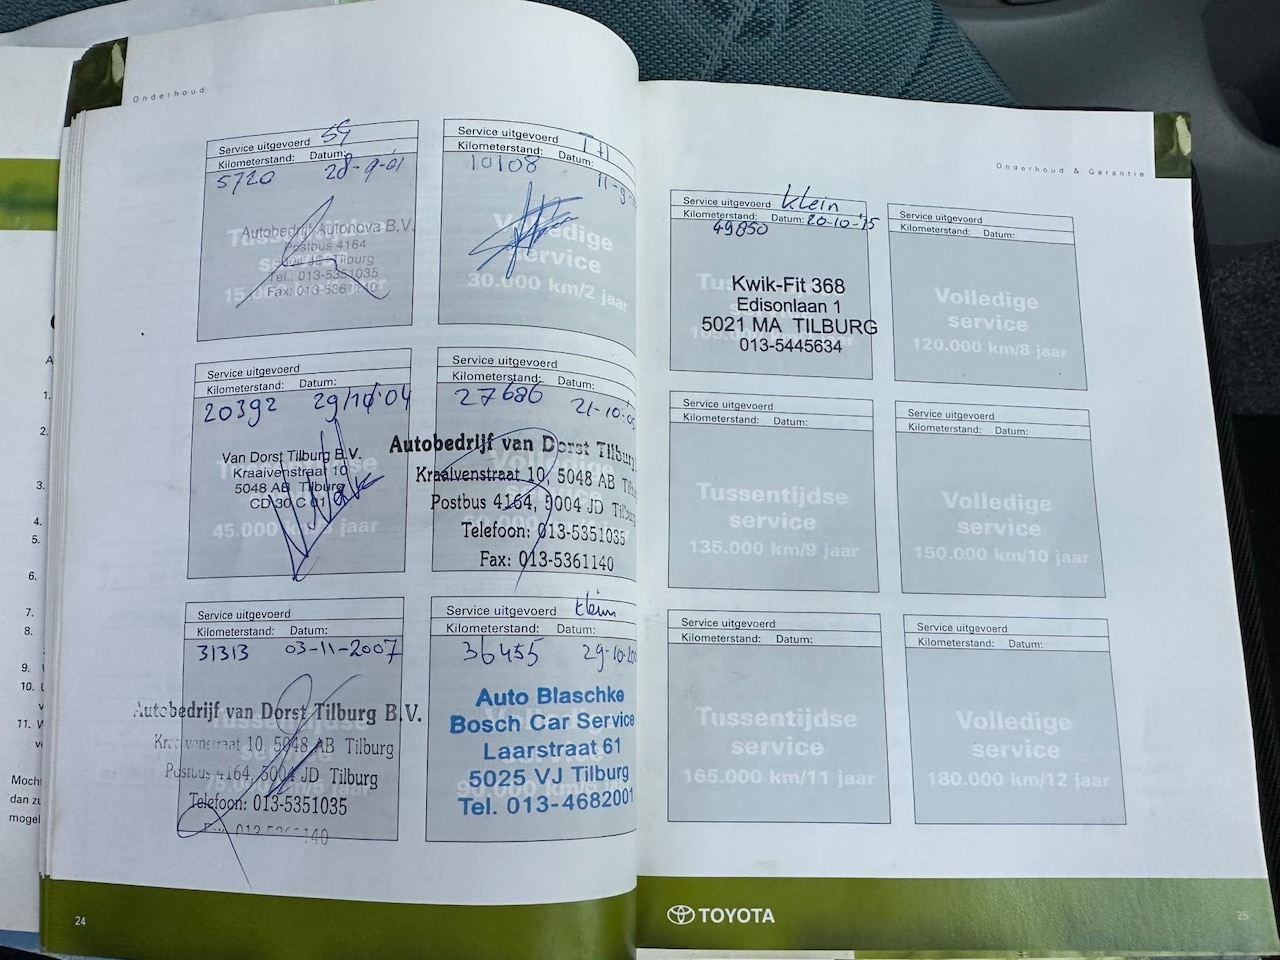 Onderhoud
Service uitgevoerd
Kilometerstand: Datum:
5720 28-9-01
Autobedrijf Autonova B.V.
Postbus 4164
Tilburg
Tel.: 013-5351035
Fax: 013-5361140
Service uitgevoerd
Kilometerstand: Datum:
10108
Volledige
service
30.000 km/2 jaar
Service uitgevoerd
Kilometerstand: Datum:
20392 29/10'04
Van Dorst Tilburg B.V.
Kraaivenstraat 10
5048 AB Tilburg
CD 30 C 01
45.000 jaar
Service uitgevoerd
Kilometerstand: Datum:
27686 21-10-
Autobedrijf van Dorst Tilburg
Kraaivenstraat 10, 5048 AB
Postbus 4164, 5004 JD Tilburg
Telefoon: 013-5351035
Fax: 013-5361140
Service uitgevoerd
Kilometerstand: Datum:
31313 03-11-2007
Autobedrijf van Dorst Tilburg B.V.
Kraaivenstraat 10, 5048 AB Tilburg
Postbus 4164, 5004 JD Tilburg
Telefoon: 013-5351035
Service uitgevoerd klein
Kilometerstand: Datum:
36455 29-10-
Auto Blaschke
Bosch Car Service
Laarstraat 61
5025 VJ Tilburg
Tel. 013-4682001
24
Onderhoud & Garantie
Service uitgevoerd klein
Kilometerstand: Datum: 20-10-'15
49850
Kwik-Fit 368
Edisonlaan 1
5021 MA TILBURG
013-5445634
Service uitgevoerd
Kilometerstand: Datum:
Volledige
service
120.000 km/8 jaar
Service uitgevoerd
Kilometerstand: Datum:
Tussentijdse
service
135.000 km/9 jaar
Service uitgevoerd
Kilometerstand: Datum:
Volledige
service
150.000 km/10 jaar
Service uitgevoerd
Kilometerstand: Datum:
Tussentijdse
service
165.000 km/11 jaar
Service uitgevoerd
Kilometerstand: Datum:
Volledige
service
180.000 km/12 jaar
TOYOTA
25